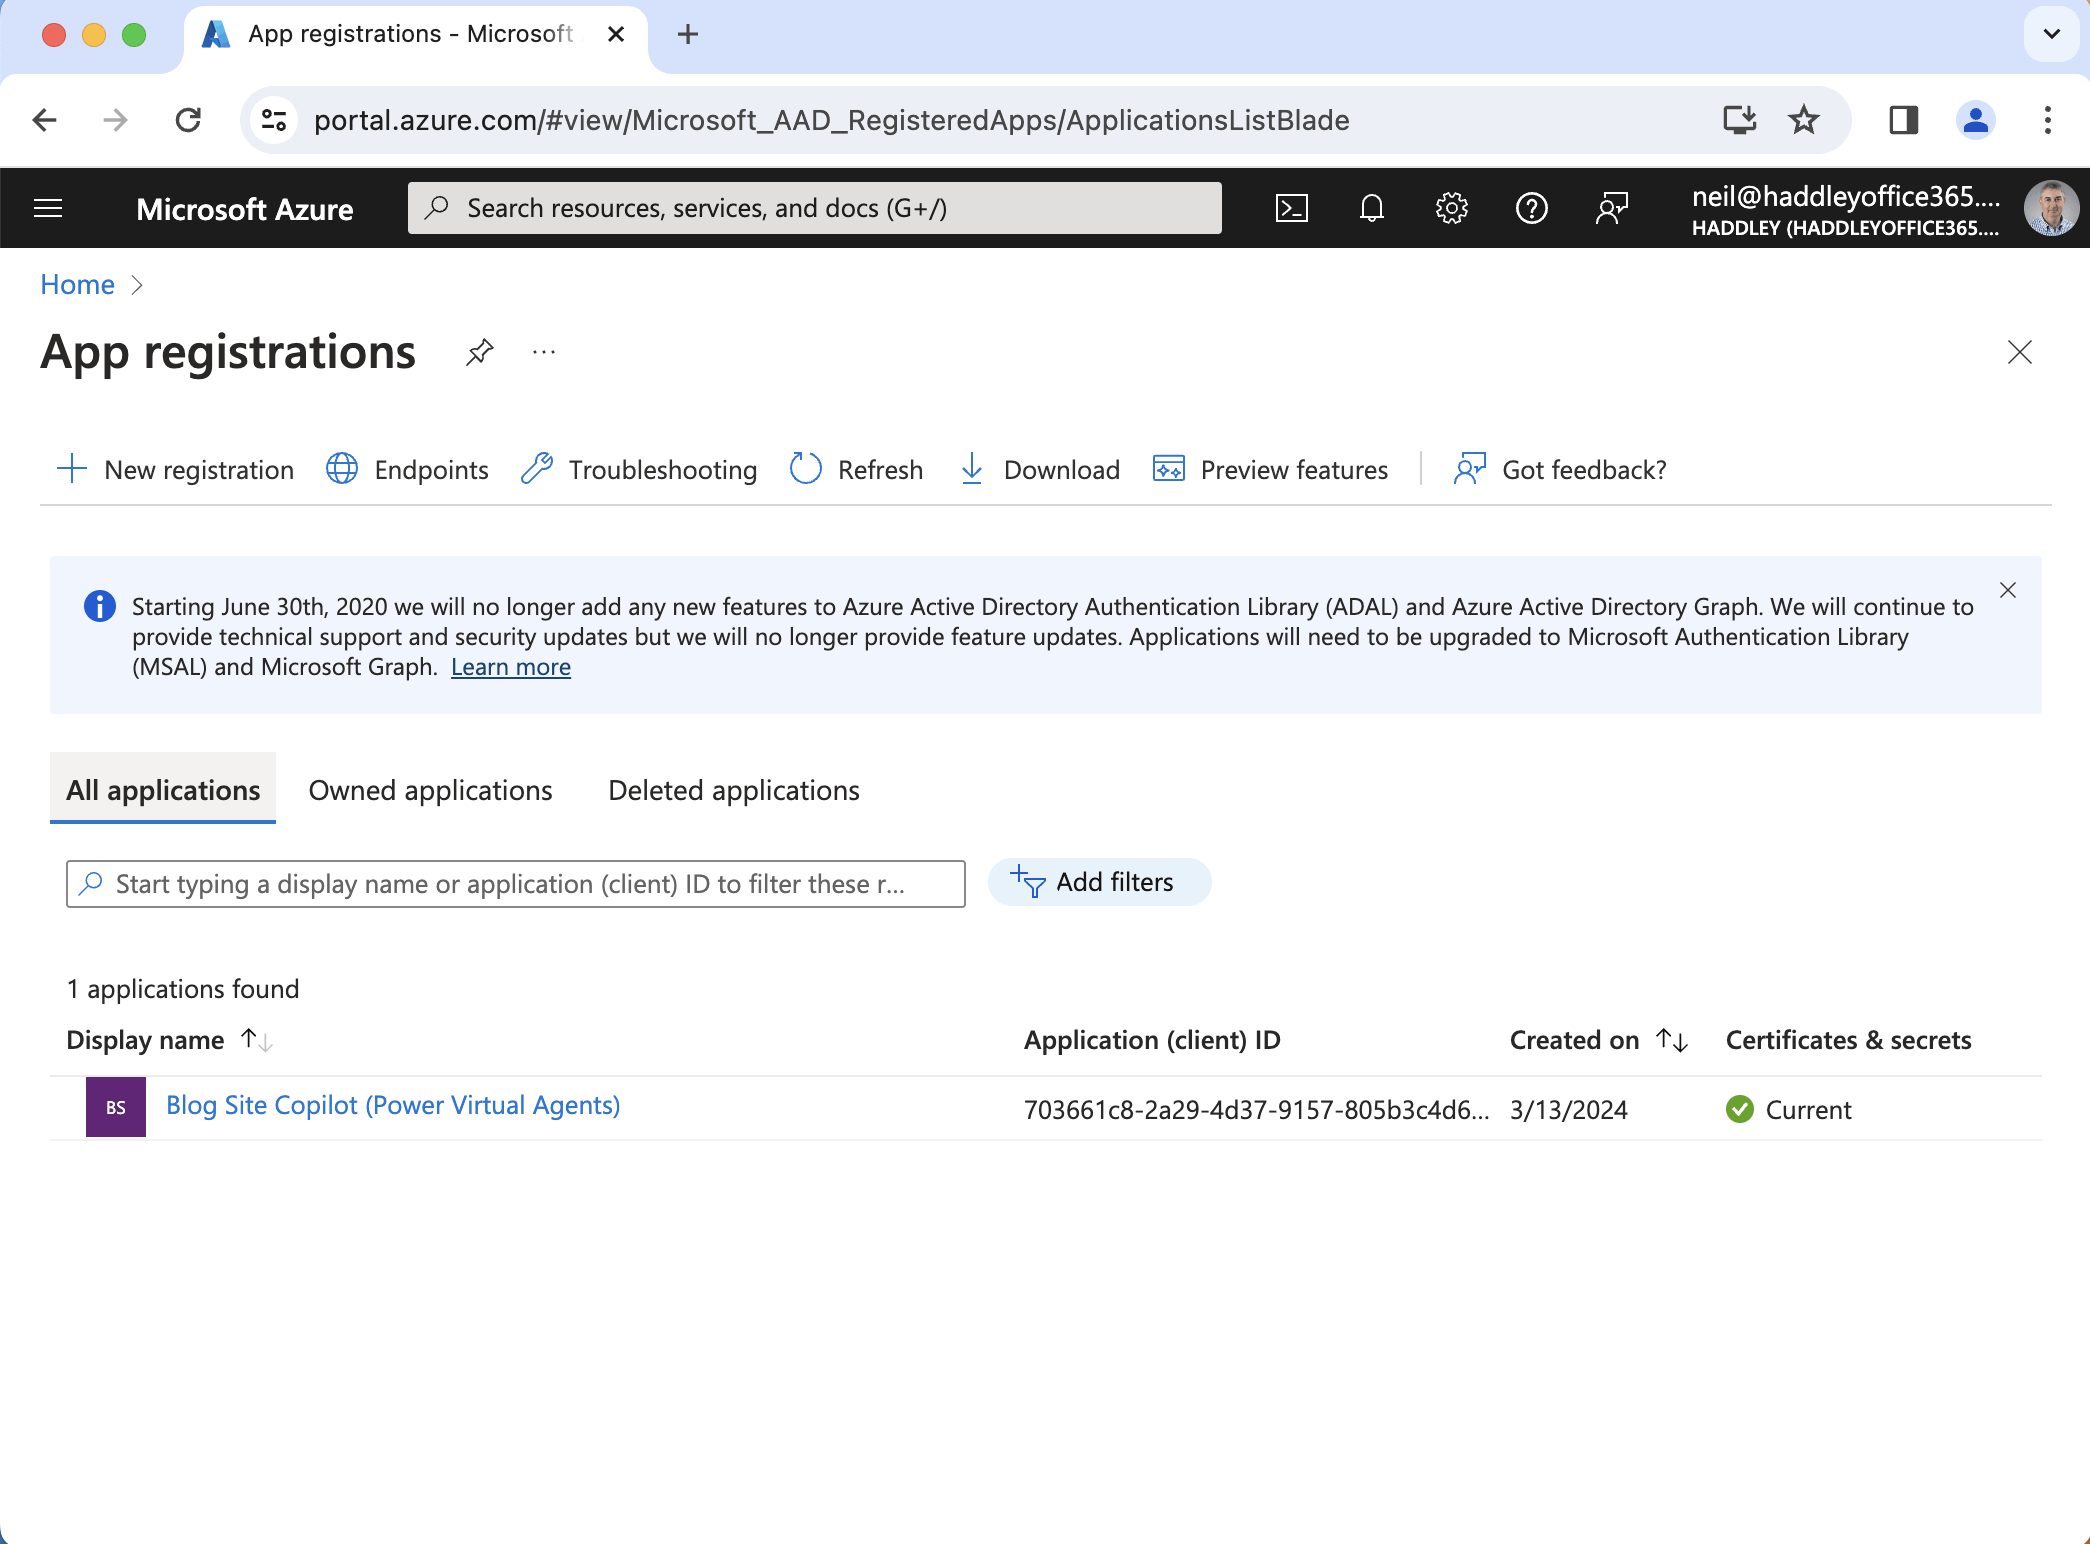 App registrations - Microsoft
portal.azure.com/#view/Microsoft_AAD_RegisteredApps/ApplicationsListBlade
Microsoft Azure
Search resources, services, and docs (G+/)
neil@haddleyoffice365....
HADDLEY (HADDLEYOFFICE365....
Home
App registrations
New registration
Endpoints
Troubleshooting
Refresh
Download
Preview features
Got feedback?
Starting June 30th, 2020 we will no longer add any new features to Azure Active Directory Authentication Library (ADAL) and Azure Active Directory Graph. We will continue to
provide technical support and security updates but we will no longer provide feature updates. Applications will need to be upgraded to Microsoft Authentication Library
(MSAL) and Microsoft Graph. Learn more
All applications
Owned applications
Deleted applications
Start typing a display name or application (client) ID to filter these r...
Add filters
1 applications found
Display name
Application (client) ID
Created on
Certificates & secrets
BS
Blog Site Copilot (Power Virtual Agents)
703661c8-2a29-4d37-9157-805b3c4d6...
3/13/2024
Current